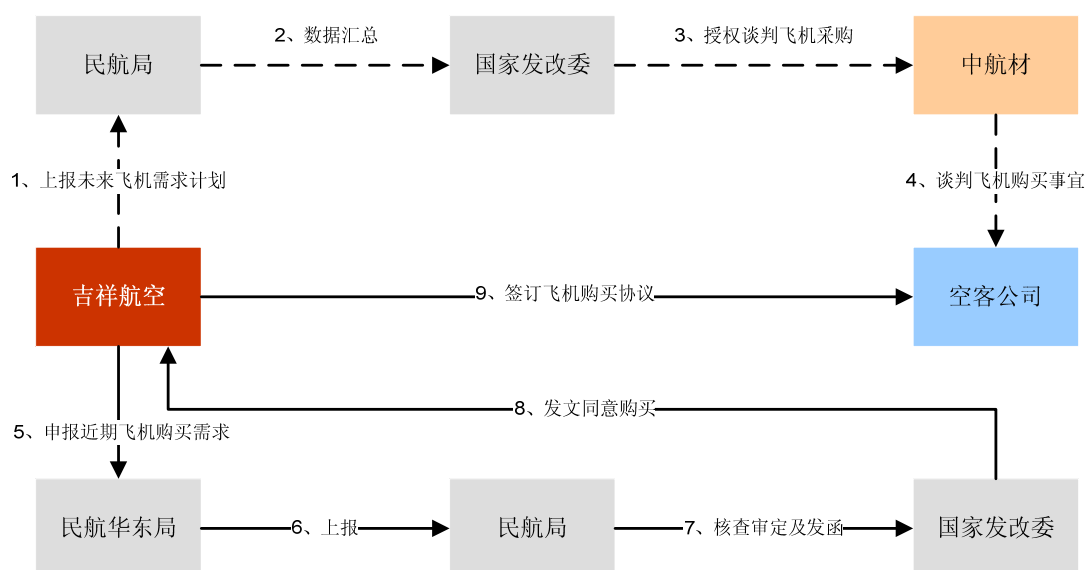 2、数据汇总
3、授权谈判飞机采购
民航局
国家发改委
中航材
1、上报未来飞机需求计划
4、谈判飞机购买事宜
吉祥航空
9、签订飞机购买协议
空客公司
8、发文同意购买
5、申报近期飞机购买需求
民航华东局
6、上报
民航局
7、核查审定及发函
国家发改委